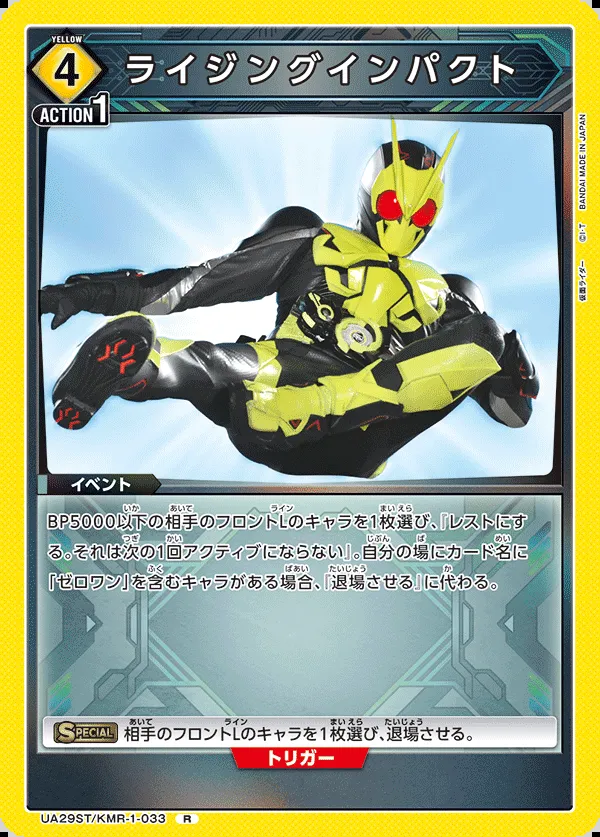 YELLOW
4
ライジングインパクト
ACTION1
BANDAI MADE IN JAPAN
仮面ライダー ©I・T
イベント
BP5000以下の相手のフロントLのキャラを1枚選び、『レストにす
る。それは次の1回アクティブにならない』。自分の場にカード名に
「ゼロワン」を含むキャラがある場合、『退場させる』に代わる。
SPECIAL 相手のフロントLのキャラを1枚選び、退場させる。
トリガー
UA29ST/KMR-1-033 R